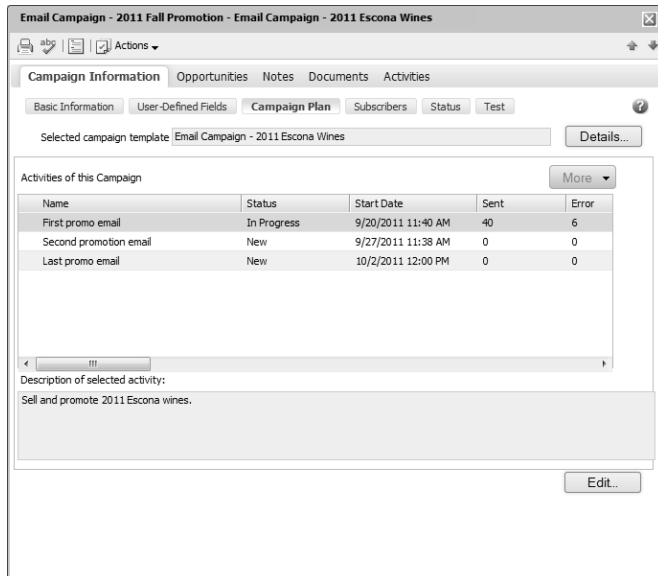 Email Campaign - 2011 Fall Promotion - Email Campaign - 2011 Escona Wines
abc Actions
Campaign Information Opportunities Notes Documents Activities
Basic Information User-Defined Fields Campaign Plan Subscribers Status Test ?
Selected campaign template Email Campaign - 2011 Escona Wines Details...
Activities of this Campaign More
Name Status Start Date Sent Error
First promo email In Progress 9/20/2011 11:40 AM 40 6
Second promotion email New 9/27/2011 11:38 AM 0 0
Last promo email New 10/2/2011 12:00 PM 0 0
Description of selected activity:
Sell and promote 2011 Escona wines.
Edit...